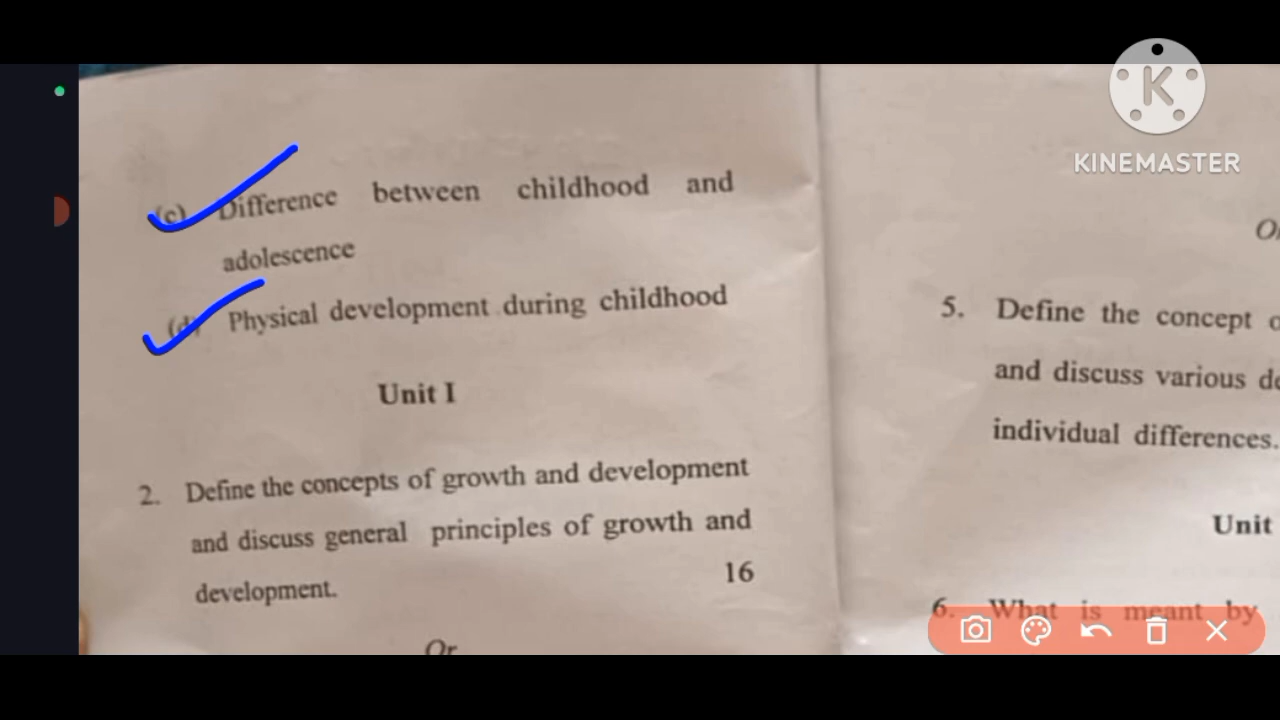 KINEMASTER
(c) Difference between childhood and
adolescence
(d) Physical development during childhood
Unit I
2. Define the concepts of growth and development
and discuss general principles of growth and
development. 16
Or
5. Define the concept
and discuss various
individual differences.
Unit
6. What is meant by